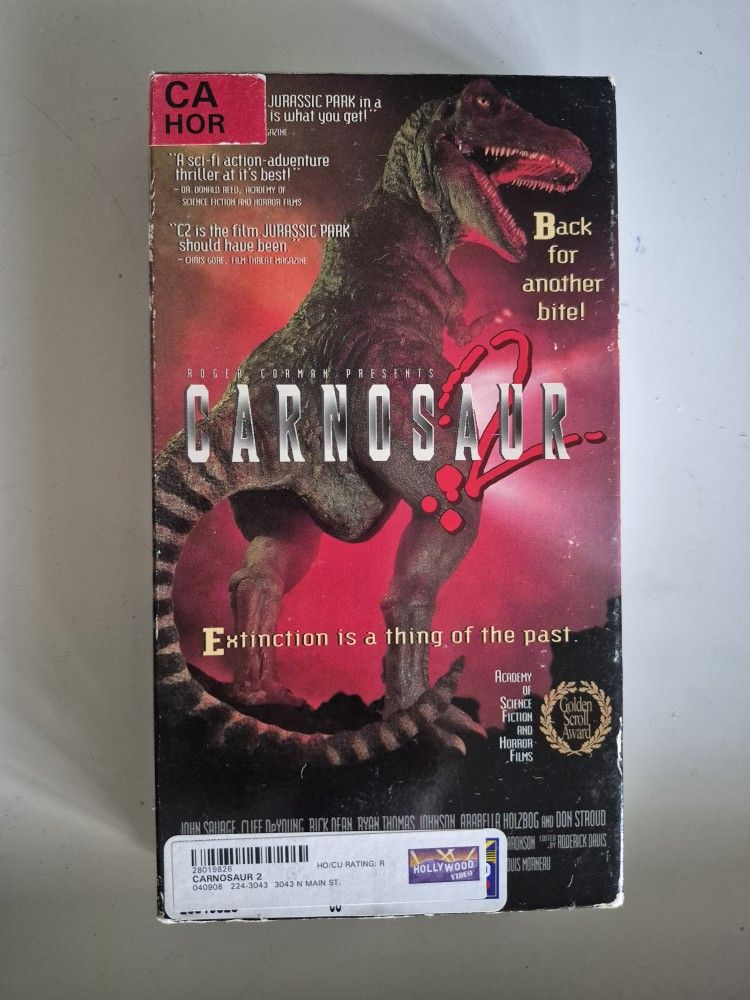 CA
HOR
JURASSIC PARK in a
is what you get!"
MAGAZINE
"A sci-fi action-adventure
thriller at it's best!"
- DR. DONALD REED, ACADEMY OF
SCIENCE FICTION AND HORROR FILMS
"C2 is the film JURASSIC PARK
should have been"
- CHRIS GORE, FILM THREAT MAGAZINE
Back
for
another
bite!
ROGER CORMAN PRESENTS
CARNOSAUR 2
Extinction is a thing of the past.
ACADEMY
OF
SCIENCE
FICTION
AND
HORROR
FILMS
Golden
Scroll
Award
JOHN SAVAGE, CLIFF DeYOUNG, RICK DEAN, RYAN THOMAS JOHNSON, ARABELLA HOLZBOG AND DON STROUD
ARONSON EDITED BY RODERICK DAVIS
LOUIS MORNEAU
28019826
HO/CU RATING: R
CARNOSAUR 2
040908 224-3043 3043 N MAIN ST.
HOLLYWOOD
VIDEO